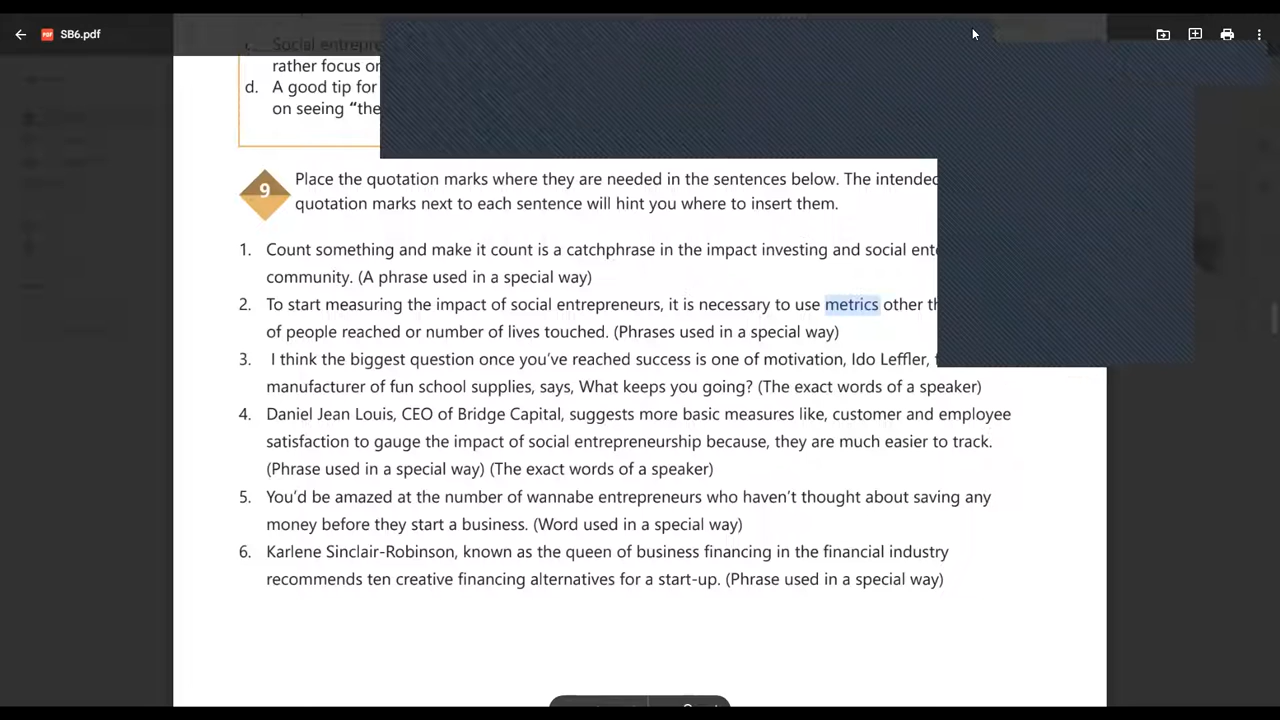 SB6.pdf
Social entrepre
rather focus or
d. A good tip for
on seeing “the
9 Place the quotation marks where they are needed in the sentences below. The intended
quotation marks next to each sentence will hint you where to insert them.
1. Count something and make it count is a catchphrase in the impact investing and social ent
community. (A phrase used in a special way)
2. To start measuring the impact of social entrepreneurs, it is necessary to use metrics other th
of people reached or number of lives touched. (Phrases used in a special way)
3. I think the biggest question once you’ve reached success is one of motivation, Ido Leffler,
manufacturer of fun school supplies, says, What keeps you going? (The exact words of a speaker)
4. Daniel Jean Louis, CEO of Bridge Capital, suggests more basic measures like, customer and employee
satisfaction to gauge the impact of social entrepreneurship because, they are much easier to track.
(Phrase used in a special way) (The exact words of a speaker)
5. You’d be amazed at the number of wannabe entrepreneurs who haven’t thought about saving any
money before they start a business. (Word used in a special way)
6. Karlene Sinclair-Robinson, known as the queen of business financing in the financial industry
recommends ten creative financing alternatives for a start-up. (Phrase used in a special way)